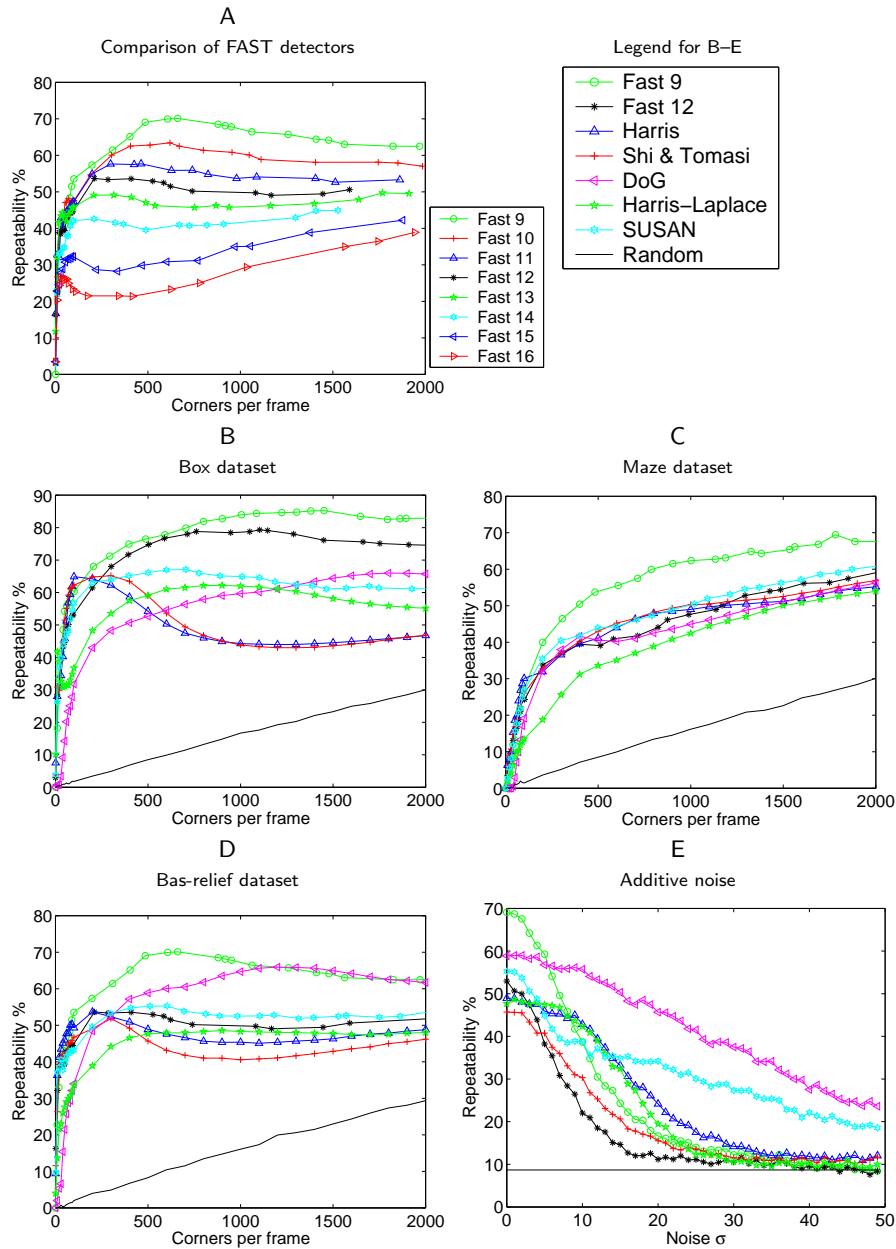 A
Comparison of FAST detectors
80
70
60
50
40
30
20
10
0
Repeatability %
0 500 1000 1500 2000
Corners per frame
Fast 9
Fast 10
Fast 11
Fast 12
Fast 13
Fast 14
Fast 15
Fast 16
Legend for B–E
Fast 9
Fast 12
Harris
Shi & Tomasi
DoG
Harris–Laplace
SUSAN
Random
B
Box dataset
90
80
70
60
50
40
30
20
10
0
Repeatability %
0 500 1000 1500 2000
Corners per frame
C
Maze dataset
80
70
60
50
40
30
20
10
0
Repeatability %
0 500 1000 1500 2000
Corners per frame
D
Bas-relief dataset
80
70
60
50
40
30
20
10
0
Repeatability %
0 500 1000 1500 2000
Corners per frame
E
Additive noise
70
60
50
40
30
20
10
0
Repeatability %
0 10 20 30 40 50
Noise σ